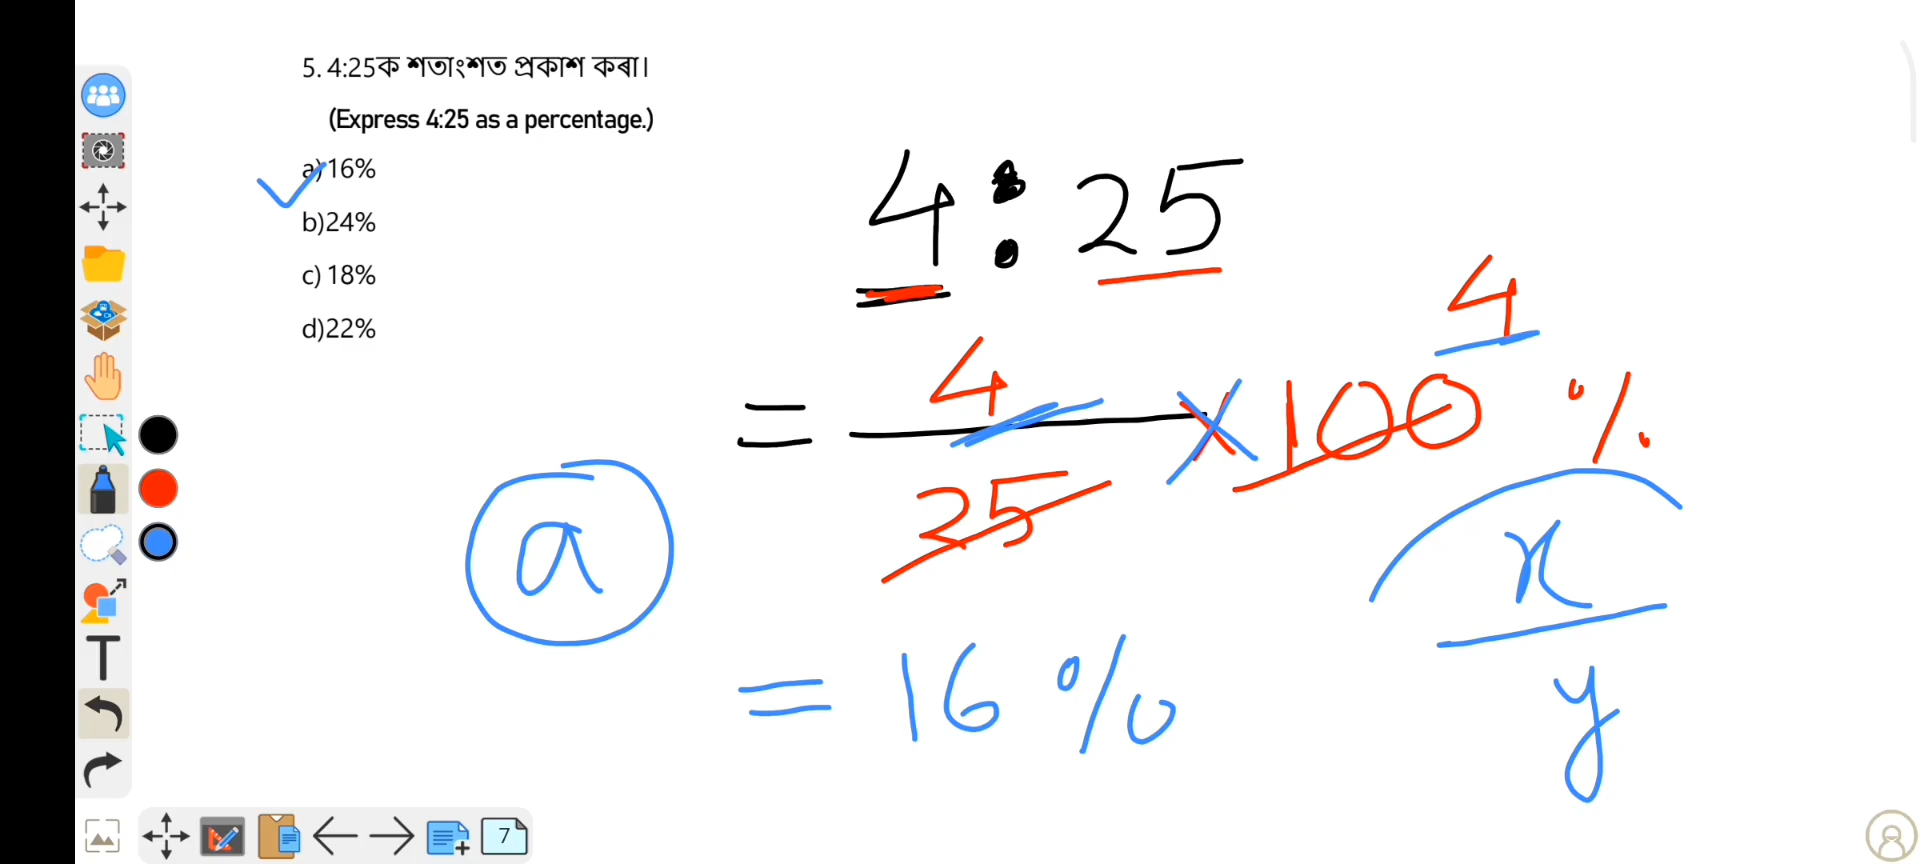 5. 4:25ক শতাংশত প্ৰকাশ কৰা।
(Express 4:25 as a percentage.)
a)16%
b)24%
c) 18%
d)22%
4 : 25
4
= 4/25 × 100 %
a
x/y
= 16 %
T
7